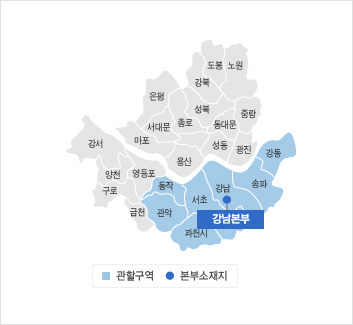 도봉 노원
강북
은평
성북
중랑
서대문 종로 동대문
마포
강서
성동 광진
강동
용산
양천 영등포
동작
강남
송파
구로
서초
금천
관악
강남본부
과천시
관할구역 본부소재지